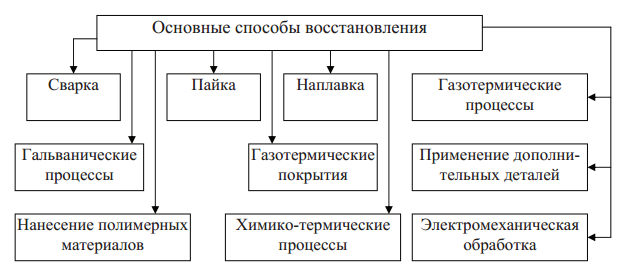 Основные способы восстановления
Сварка
Пайка
Наплавка
Газотермические
процессы
Гальванические
процессы
Газотермические
покрытия
Применение дополни-
тельных деталей
Нанесение полимерных
материалов
Химико-термические
процессы
Электромеханическая
обработка